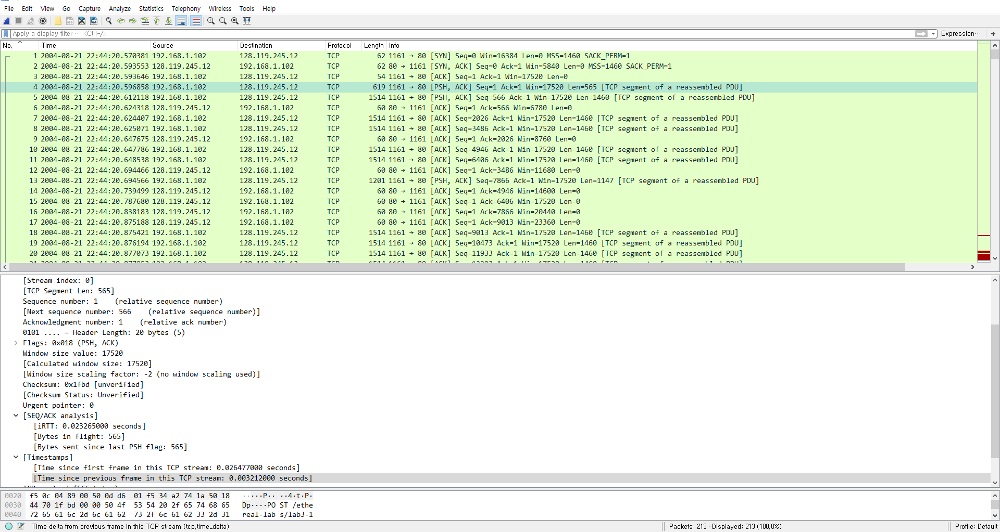 File Edit View Go Capture Analyze Statistics Telephony Wireless Tools Help
Apply a display filter ··· <Ctrl-/> Expression··· +
No. Time Source Destination Protocol Length Info
1 2004-08-21 22:44:20.570381 192.168.1.102 128.119.245.12 TCP 62 1161 → 80 [SYN] Seq=0 Win=16384 Len=0 MSS=1460 SACK_PERM=1
2 2004-08-21 22:44:20.593553 128.119.245.12 192.168.1.102 TCP 62 80 → 1161 [SYN, ACK] Seq=0 Ack=1 Win=5840 Len=0 MSS=1460 SACK_PERM=1
3 2004-08-21 22:44:20.593646 192.168.1.102 128.119.245.12 TCP 54 1161 → 80 [ACK] Seq=1 Ack=1 Win=17520 Len=0
4 2004-08-21 22:44:20.596858 192.168.1.102 128.119.245.12 TCP 619 1161 → 80 [PSH, ACK] Seq=1 Ack=1 Win=17520 Len=565 [TCP segment of a reassembled PDU]
5 2004-08-21 22:44:20.612118 192.168.1.102 128.119.245.12 TCP 1514 1161 → 80 [PSH, ACK] Seq=566 Ack=1 Win=17520 Len=1460 [TCP segment of a reassembled PDU]
6 2004-08-21 22:44:20.624318 128.119.245.12 192.168.1.102 TCP 60 80 → 1161 [ACK] Seq=1 Ack=566 Win=6780 Len=0
7 2004-08-21 22:44:20.624407 192.168.1.102 128.119.245.12 TCP 1514 1161 → 80 [ACK] Seq=2026 Ack=1 Win=17520 Len=1460 [TCP segment of a reassembled PDU]
8 2004-08-21 22:44:20.625071 192.168.1.102 128.119.245.12 TCP 1514 1161 → 80 [ACK] Seq=3486 Ack=1 Win=17520 Len=1460 [TCP segment of a reassembled PDU]
9 2004-08-21 22:44:20.647675 128.119.245.12 192.168.1.102 TCP 60 80 → 1161 [ACK] Seq=1 Ack=2026 Win=8760 Len=0
10 2004-08-21 22:44:20.647786 192.168.1.102 128.119.245.12 TCP 1514 1161 → 80 [ACK] Seq=4946 Ack=1 Win=17520 Len=1460 [TCP segment of a reassembled PDU]
11 2004-08-21 22:44:20.648538 192.168.1.102 128.119.245.12 TCP 1514 1161 → 80 [ACK] Seq=6406 Ack=1 Win=17520 Len=1460 [TCP segment of a reassembled PDU]
12 2004-08-21 22:44:20.694466 128.119.245.12 192.168.1.102 TCP 60 80 → 1161 [ACK] Seq=1 Ack=3486 Win=11680 Len=0
13 2004-08-21 22:44:20.694566 192.168.1.102 128.119.245.12 TCP 1201 1161 → 80 [PSH, ACK] Seq=7866 Ack=1 Win=17520 Len=1147 [TCP segment of a reassembled PDU]
14 2004-08-21 22:44:20.739499 128.119.245.12 192.168.1.102 TCP 60 80 → 1161 [ACK] Seq=1 Ack=4946 Win=14600 Len=0
15 2004-08-21 22:44:20.787680 128.119.245.12 192.168.1.102 TCP 60 80 → 1161 [ACK] Seq=1 Ack=6406 Win=17520 Len=0
16 2004-08-21 22:44:20.838183 128.119.245.12 192.168.1.102 TCP 60 80 → 1161 [ACK] Seq=1 Ack=7866 Win=20440 Len=0
17 2004-08-21 22:44:20.875188 128.119.245.12 192.168.1.102 TCP 60 80 → 1161 [ACK] Seq=1 Ack=9013 Win=23360 Len=0
18 2004-08-21 22:44:20.875421 192.168.1.102 128.119.245.12 TCP 1514 1161 → 80 [ACK] Seq=9013 Ack=1 Win=17520 Len=1460 [TCP segment of a reassembled PDU]
19 2004-08-21 22:44:20.876194 192.168.1.102 128.119.245.12 TCP 1514 1161 → 80 [ACK] Seq=10473 Ack=1 Win=17520 Len=1460 [TCP segment of a reassembled PDU]
20 2004-08-21 22:44:20.877073 192.168.1.102 128.119.245.12 TCP 1514 1161 → 80 [ACK] Seq=11933 Ack=1 Win=17520 Len=1460 [TCP segment of a reassembled PDU]
[Stream index: 0]
[TCP Segment Len: 565]
Sequence number: 1    (relative sequence number)
[Next sequence number: 566    (relative sequence number)]
Acknowledgment number: 1    (relative ack number)
0101 .... = Header Length: 20 bytes (5)
Flags: 0x018 (PSH, ACK)
Window size value: 17520
[Calculated window size: 17520]
[Window size scaling factor: -2 (no window scaling used)]
Checksum: 0x1fbd [unverified]
[Checksum Status: Unverified]
Urgent pointer: 0
[SEQ/ACK analysis]
[iRTT: 0.023265000 seconds]
[Bytes in flight: 565]
[Bytes sent since last PSH flag: 565]
[Timestamps]
[Time since first frame in this TCP stream: 0.026477000 seconds]
[Time since previous frame in this TCP stream: 0.003212000 seconds]
0020 f5 0c 04 89 00 50 0d d6 01 f5 34 a2 74 1a 50 18 ·····P·· ··4·t·P·
0030 44 70 1f bd 00 00 50 4f 53 54 20 2f 65 74 68 65 Dp····PO ST /ethe
0040 72 65 61 6c 2d 6c 61 62 73 2f 6c 61 62 33 2d 31 real-lab s/lab3-1
Time delta from previous frame in this TCP stream (tcp.time_delta) Packets: 213 · Displayed: 213 (100.0%) Profile: Default